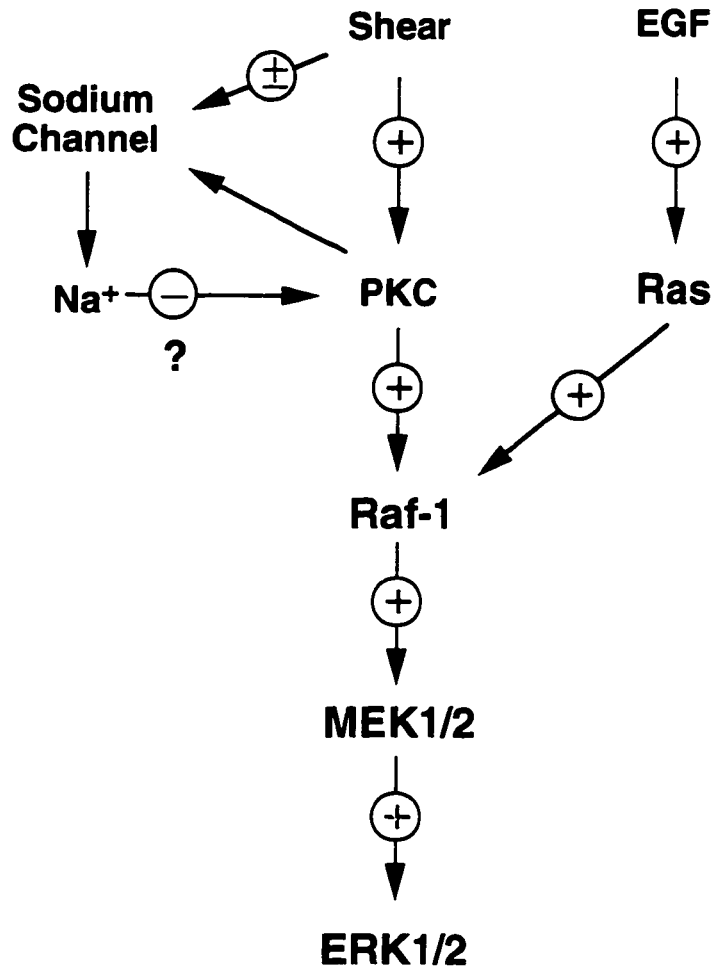 Shear
EGF
±
Sodium
Channel
+
+
Na⁺
−
?
PKC
Ras
+
+
Raf-1
+
MEK1/2
+
ERK1/2